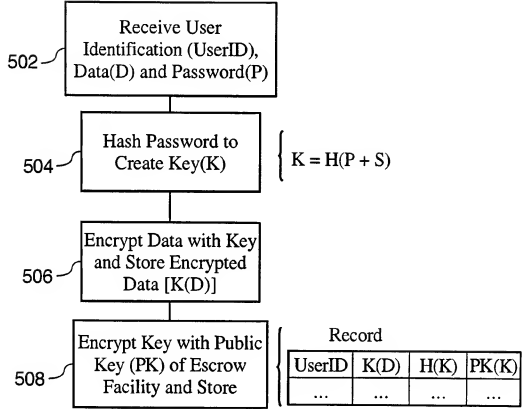 502
Receive User
Identification (UserID),
Data(D) and Password(P)
504
Hash Password to
Create Key(K)
K = H(P + S)
506
Encrypt Data with Key
and Store Encrypted
Data [K(D)]
508
Encrypt Key with Public
Key (PK) of Escrow
Facility and Store
Record
UserID K(D) H(K) PK(K)
... ... ... ...